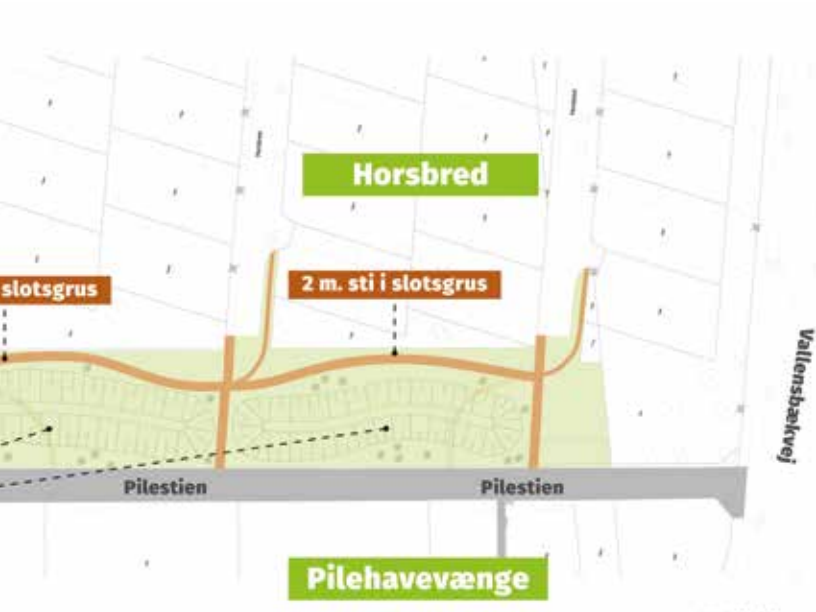 Horsbred
slotsgrus
2 m. sti i slotsgrus
Vallensbækvej
Pilestien
Pilestien
Pilehavevænge